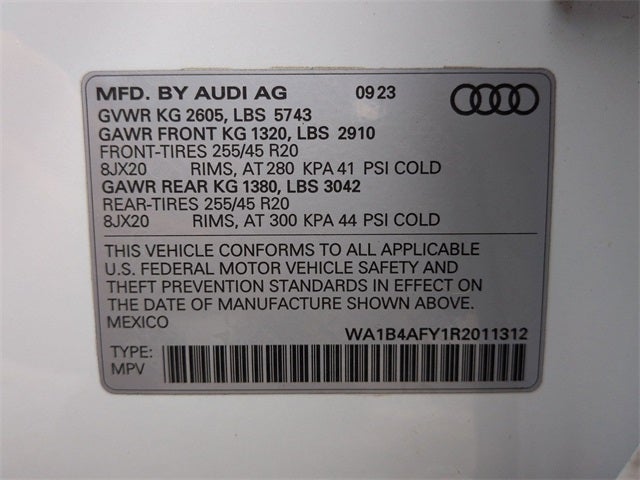 MFD. BY AUDI AG 09 23
GVWR KG 2605, LBS 5743
GAWR FRONT KG 1320, LBS 2910
FRONT-TIRES 255/45 R20
8JX20 RIMS, AT 280 KPA 41 PSI COLD
GAWR REAR KG 1380, LBS 3042
REAR-TIRES 255/45 R20
8JX20 RIMS, AT 300 KPA 44 PSI COLD
THIS VEHICLE CONFORMS TO ALL APPLICABLE
U.S. FEDERAL MOTOR VEHICLE SAFETY AND
THEFT PREVENTION STANDARDS IN EFFECT ON
THE DATE OF MANUFACTURE SHOWN ABOVE.
MEXICO WA1B4AFY1R2011312
TYPE:
MPV